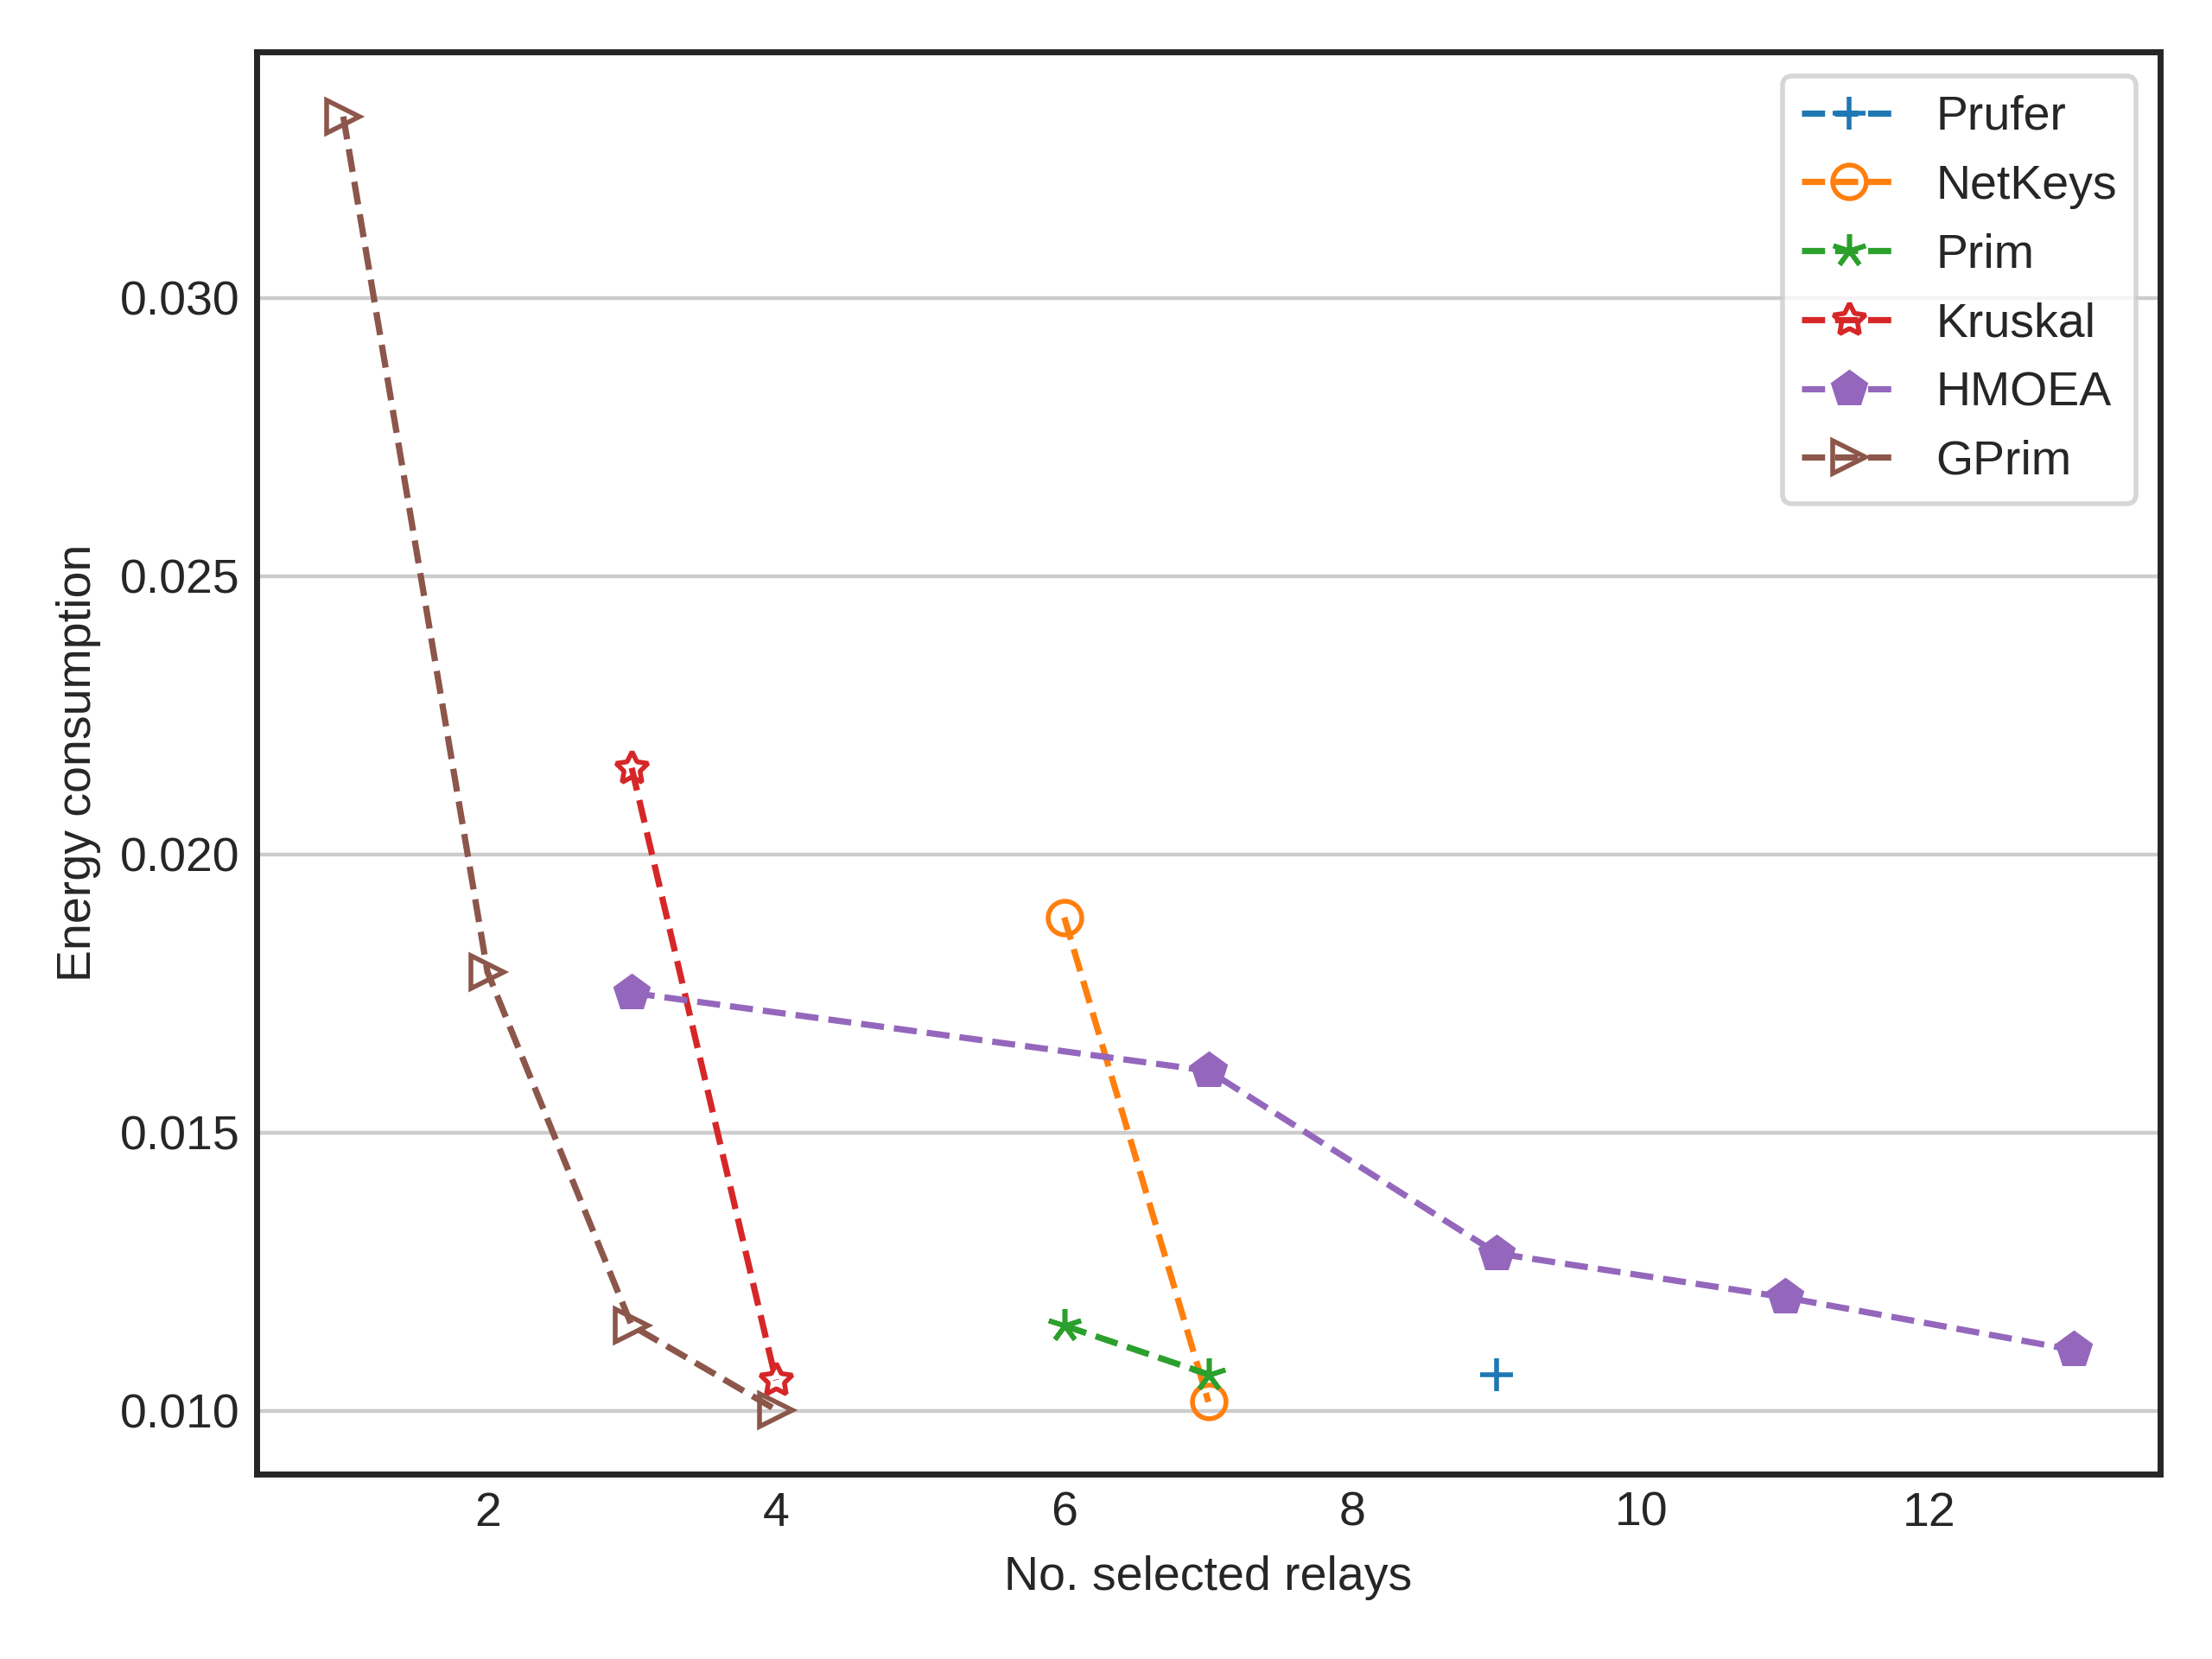 Prufer
NetKeys
Prim
Kruskal
HMOEA
GPrim
0.030
0.025
0.020
0.015
0.010
Energy consumption
2 4 6 8 10 12
No. selected relays